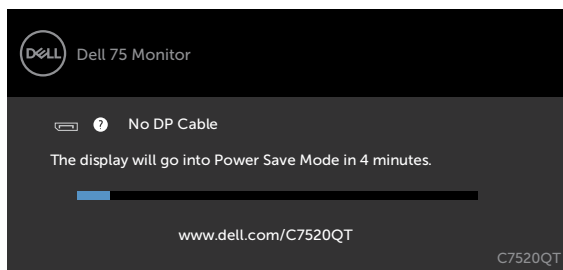 DELL
Dell 75 Monitor
? No DP Cable
The display will go into Power Save Mode in 4 minutes.
www.dell.com/C7520QT
C7520QT